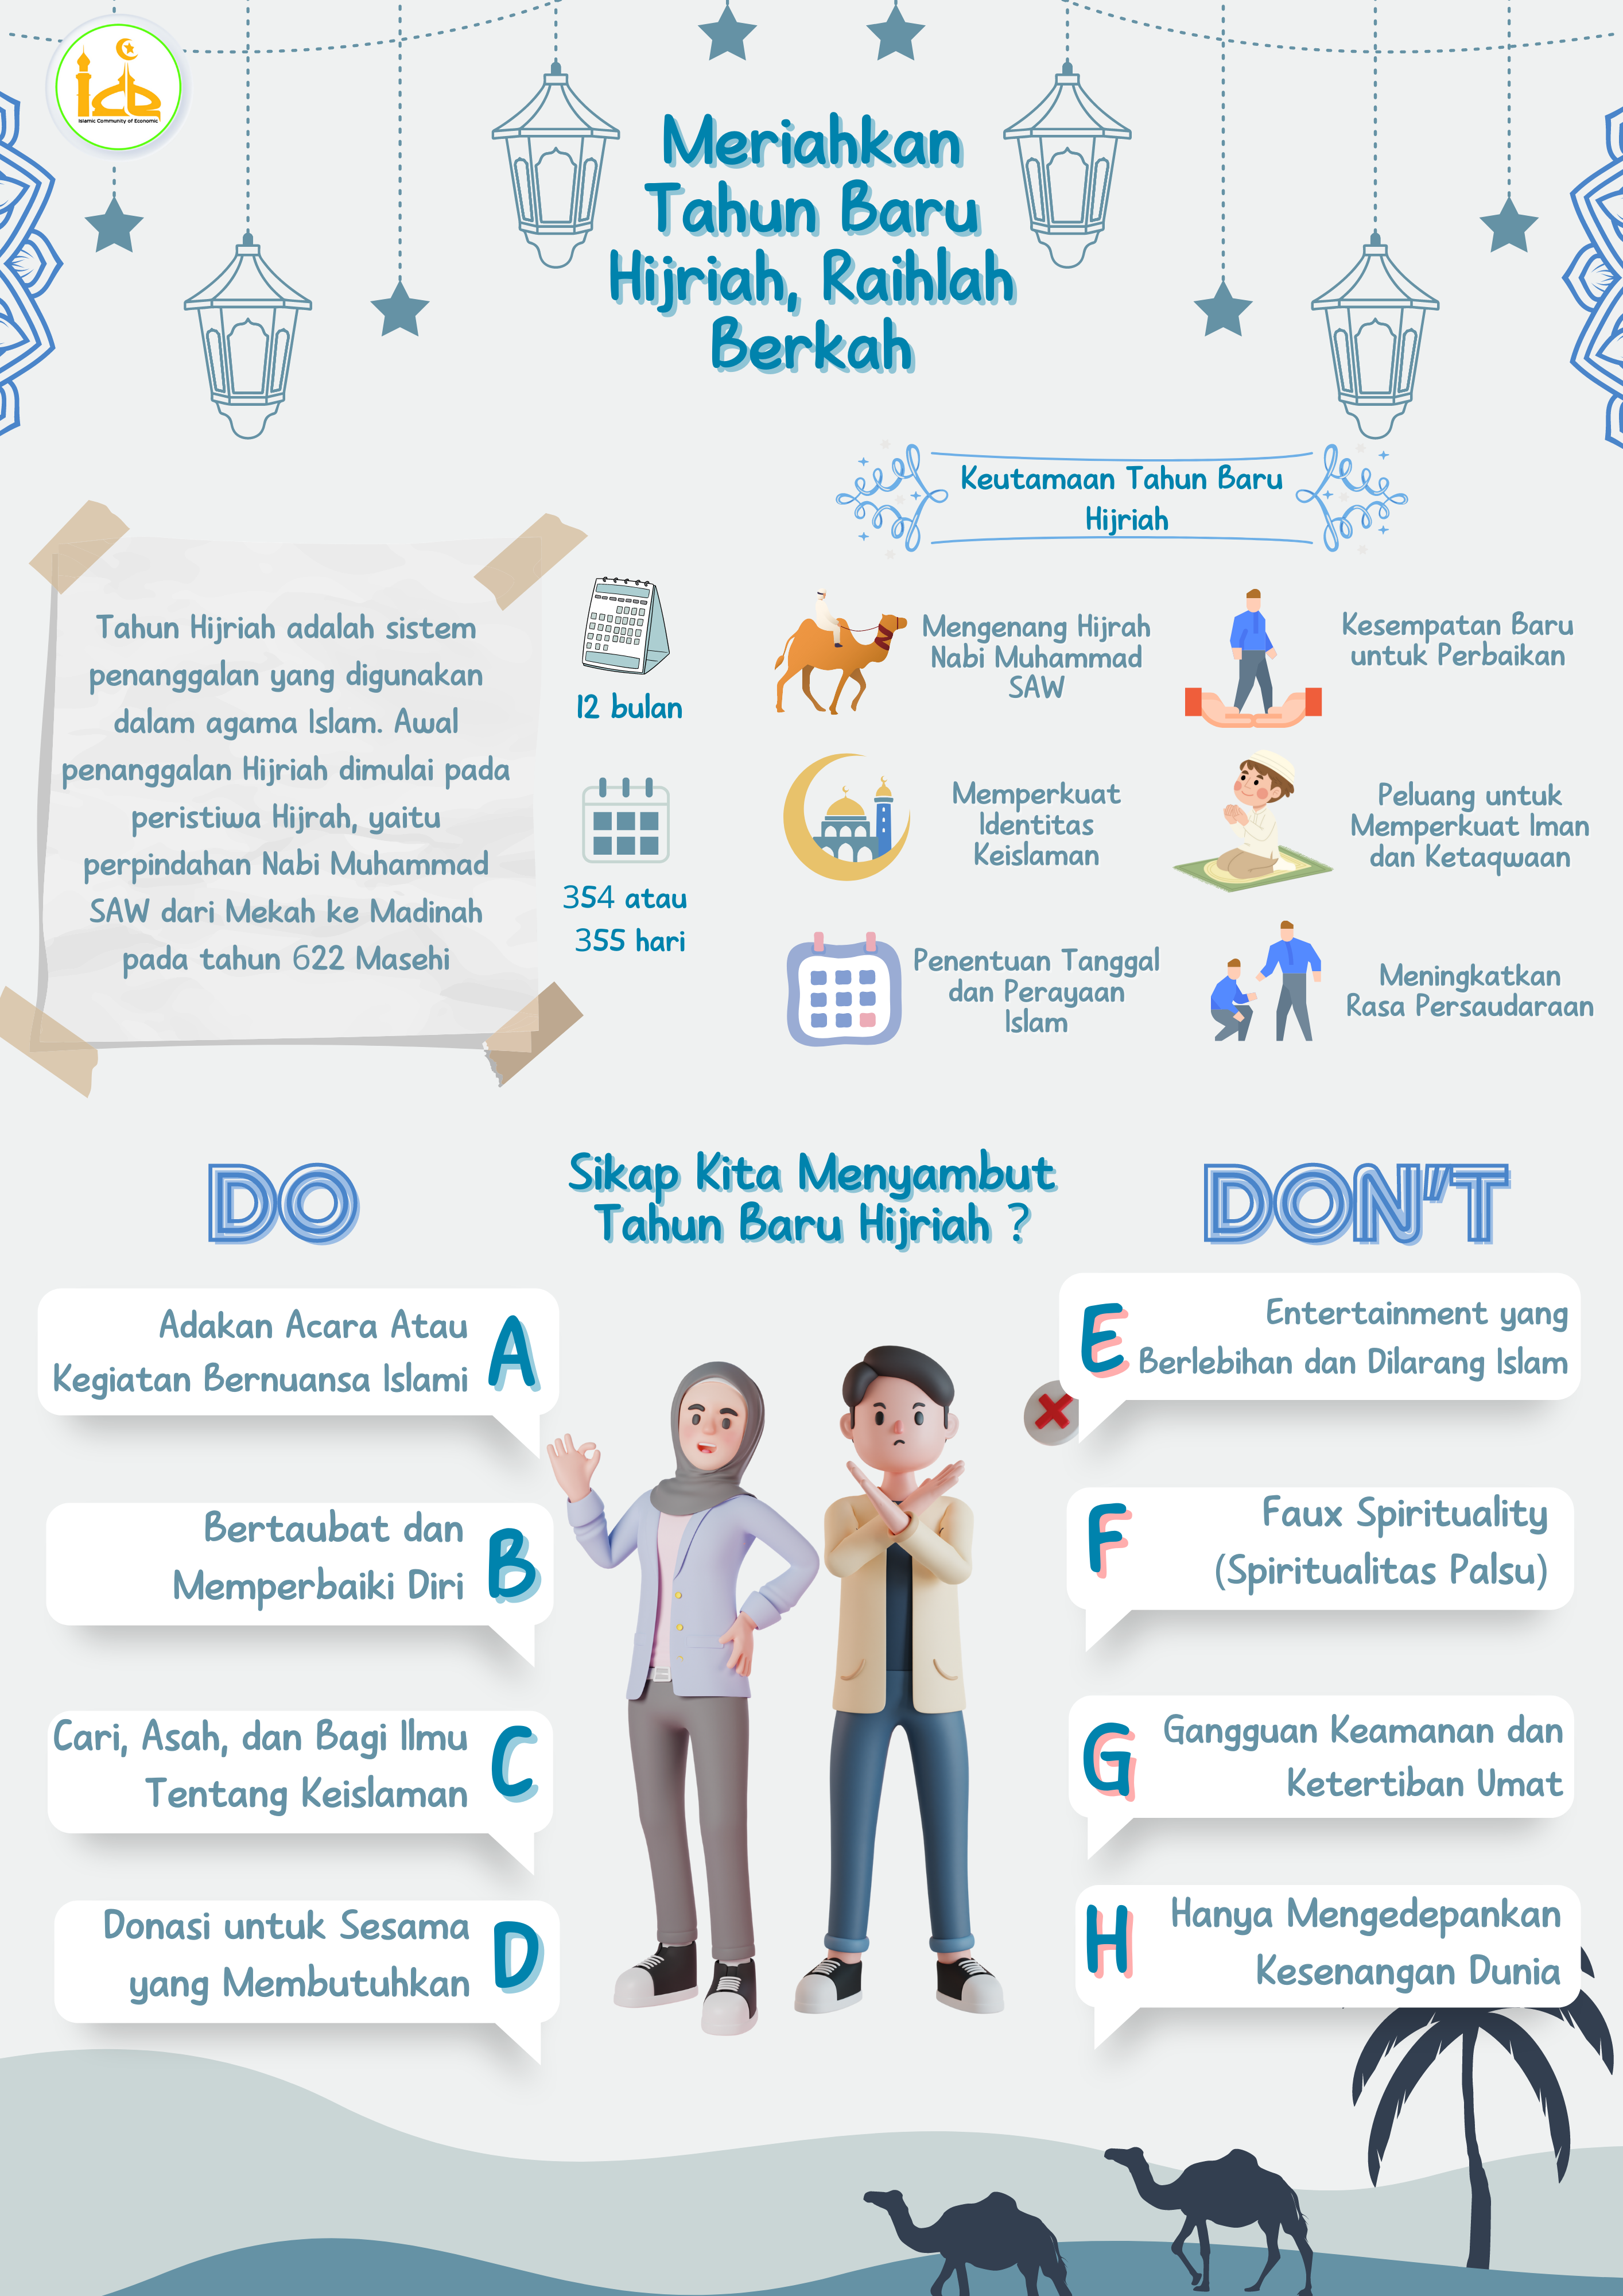 Islamic Community of Economic
Meriahkan
Tahun Baru
Hijriah, Raihlah
Berkah
Keutamaan Tahun Baru
Hijriah
Tahun Hijriah adalah sistem
penanggalan yang digunakan
dalam agama Islam. Awal
penanggalan Hijriah dimulai pada
peristiwa Hijrah, yaitu
perpindahan Nabi Muhammad
SAW dari Mekah ke Madinah
pada tahun 622 Masehi
12 bulan
354 atau
355 hari
Mengenang Hijrah
Nabi Muhammad
SAW
Kesempatan Baru
untuk Perbaikan
Memperkuat
Identitas
Keislaman
Peluang untuk
Memperkuat Iman
dan Ketaqwaan
Penentuan Tanggal
dan Perayaan
Islam
Meningkatkan
Rasa Persaudaraan
Sikap Kita Menyambut
Tahun Baru Hijriah ?
DO
Adakan Acara Atau
Kegiatan Bernuansa Islami
A
Bertaubat dan
Memperbaiki Diri
B
Cari, Asah, dan Bagi Ilmu
Tentang Keislaman
C
Donasi untuk Sesama
yang Membutuhkan
D
DON'T
E
Entertainment yang
Berlebihan dan Dilarang Islam
F
Faux Spirituality
(Spiritualitas Palsu)
G
Gangguan Keamanan dan
Ketertiban Umat
H
Hanya Mengedepankan
Kesenangan Dunia